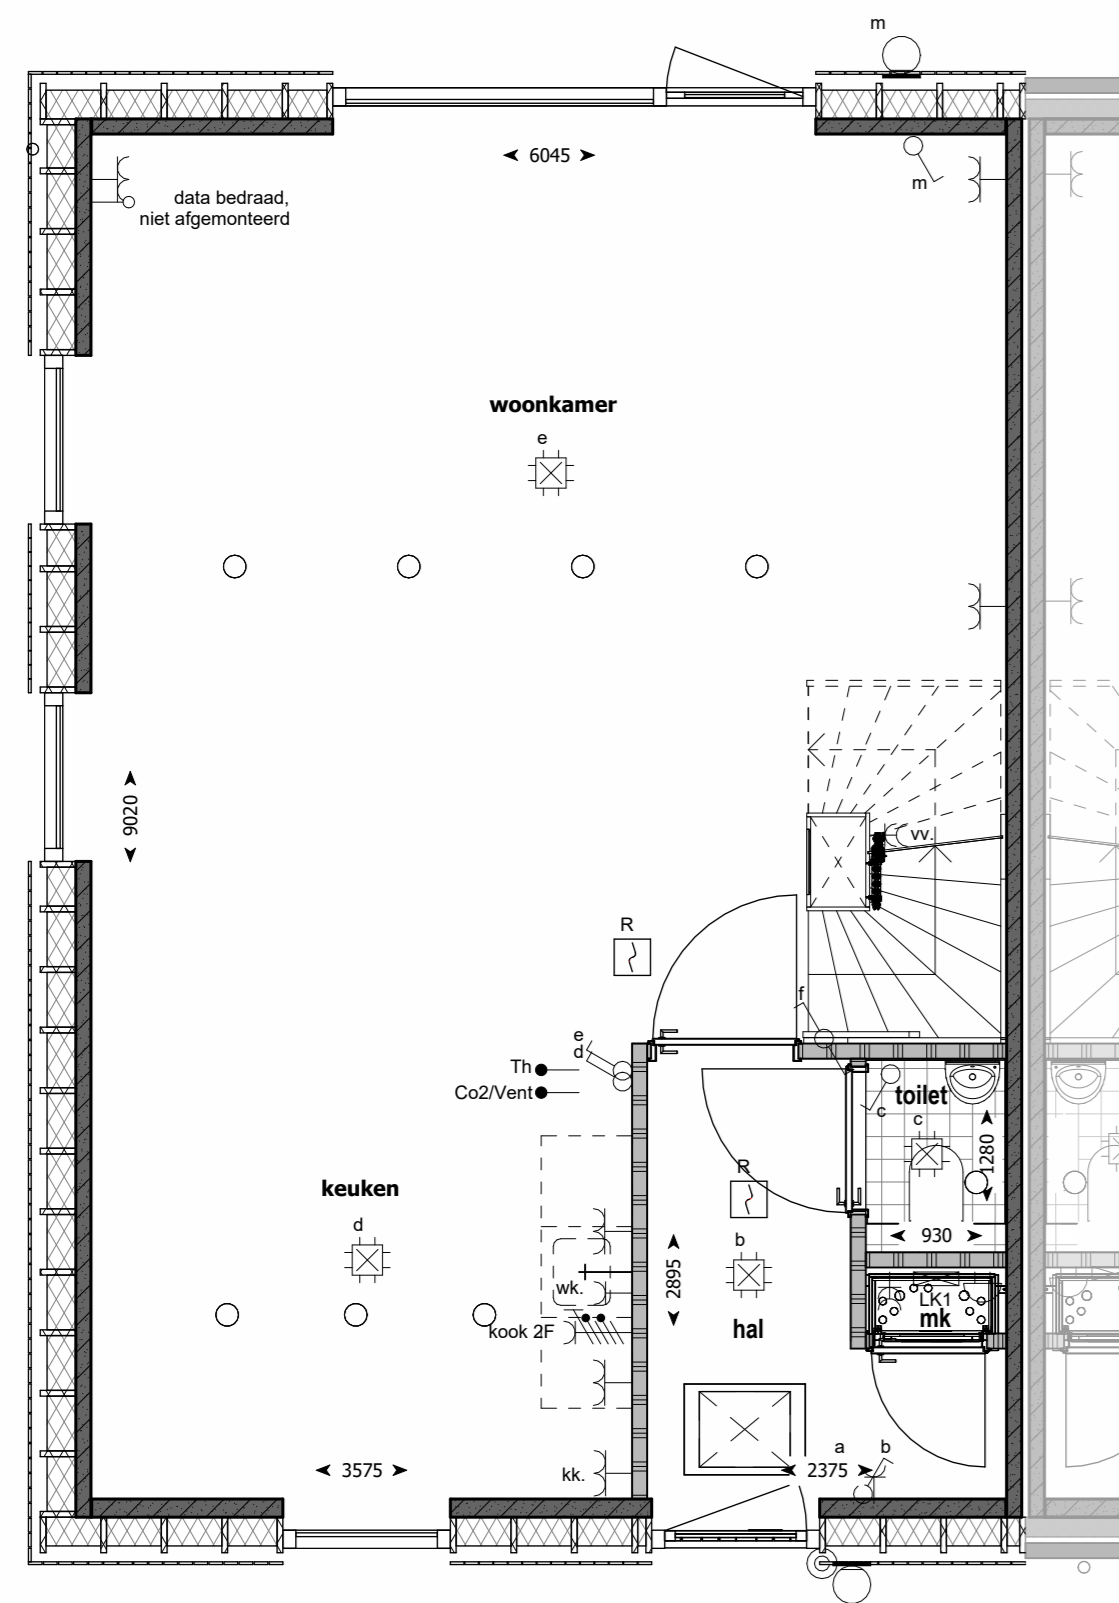 m
6045
m
data bedraad,
niet afgemonteerd
woonkamer
e
9020
vv.
R
f
e
d
Th
Co2/Vent
toilet
c
c
1280
R
keuken
d
930
b
2895
wk.
LK1
mk
hal
kook 2F
a
b
kk.
3575
2375